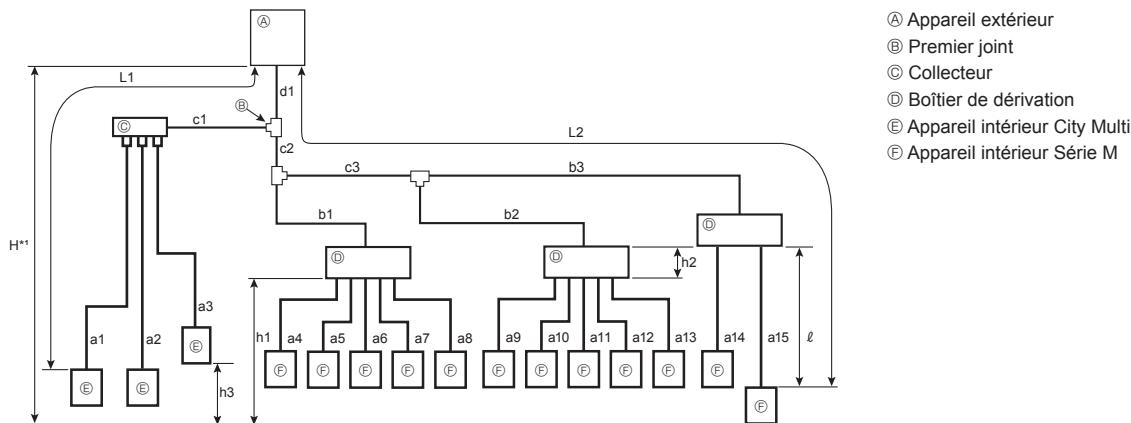 Ⓐ
Ⓐ Appareil extérieur
Ⓑ Premier joint
Ⓒ Collecteur
Ⓓ Boîtier de dérivation
Ⓔ Appareil intérieur City Multi
Ⓕ Appareil intérieur Série M
L1
d1
Ⓑ
c1
Ⓒ
L2
c2
c3
b3
b1
b2
Ⓓ
H*¹
Ⓓ
Ⓓ
h2
a3
a1
a2
Ⓔ
h1
a4
a5
a6
a7
a8
a9
a10
a11
a12
a13
a14
a15
ℓ
Ⓔ
Ⓔ
h3
Ⓕ
Ⓕ
Ⓕ
Ⓕ
Ⓕ
Ⓕ
Ⓕ
Ⓕ
Ⓕ
Ⓕ
Ⓕ
Ⓕ